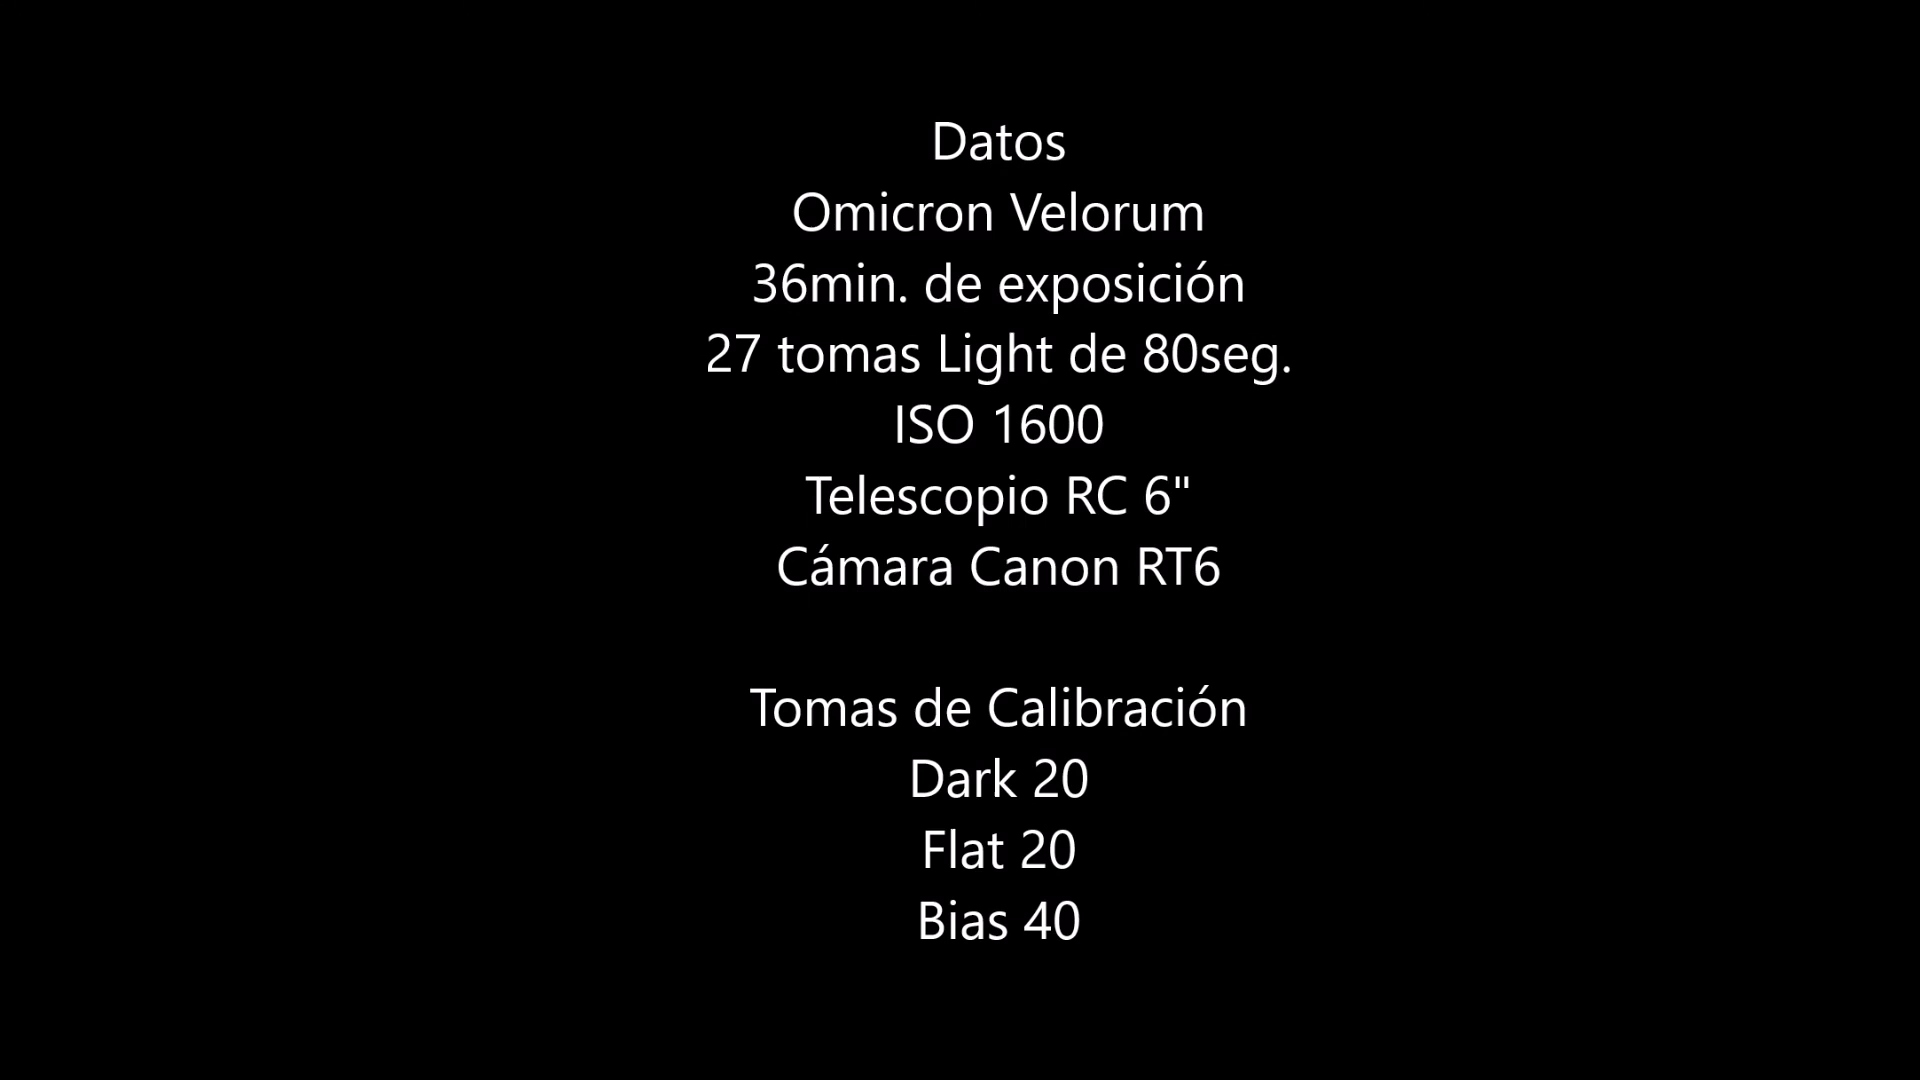 Datos
Omicron Velorum
36min. de exposición
27 tomas Light de 80seg.
ISO 1600
Telescopio RC 6"
Cámara Canon RT6
Tomas de Calibración
Dark 20
Flat 20
Bias 40